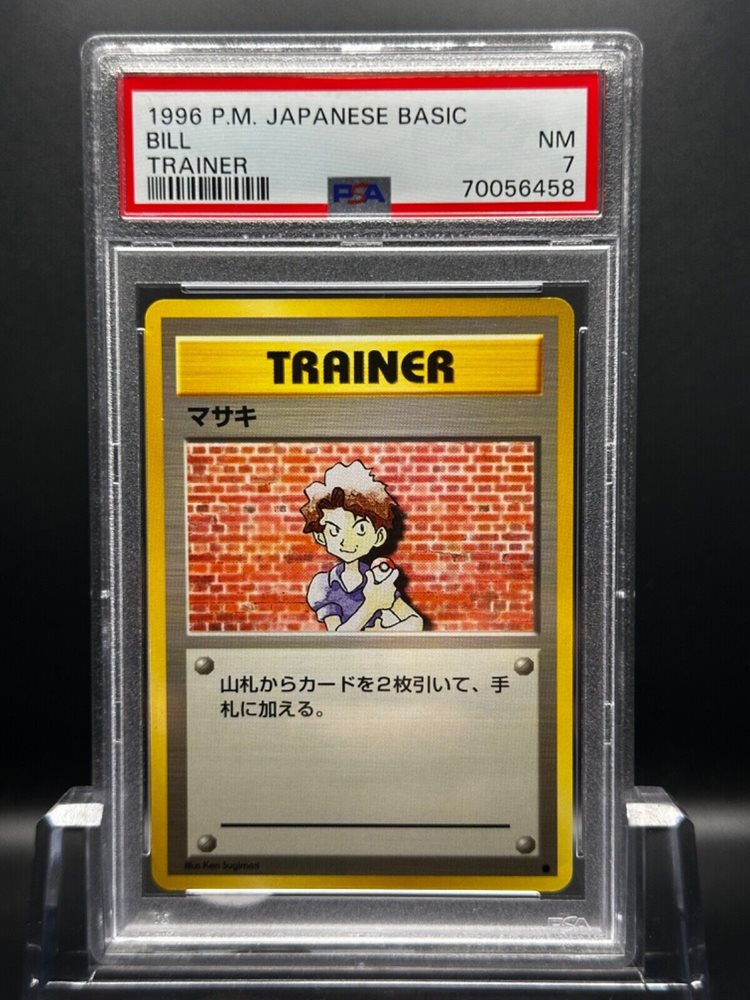 1996 P.M. JAPANESE BASIC
BILL NM
TRAINER 7
PSA 70056458
TRAINER
マサキ
山札からカードを2枚引いて、手
札に加える。
Illus.Ken Sugimori
PSA